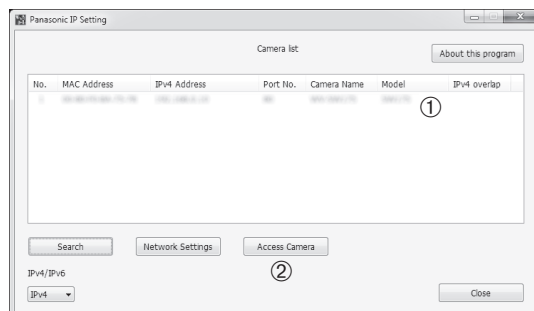 Panasonic IP Setting
Camera list
About this program
No. MAC Address IPv4 Address Port No. Camera Name Model IPv4 overlap
①
Search Network Settings Access Camera
②
IPv4/IPv6
IPv4 Close